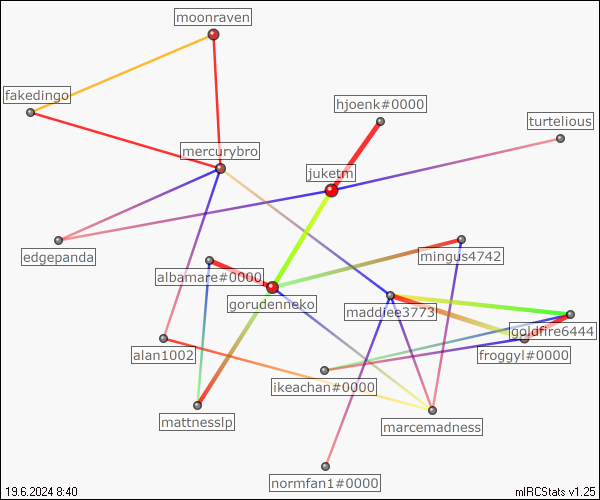 moonraven
fakedingo
hjoenk#0000
turtelious
mercurybro
juketm
edgepanda
mingus4742
albamare#0000
gorudenneko
maddiee3773
goldfire6444
alan1002
froggyl#0000
ikeachan#0000
mattnesslp
marcemadness
normfan1#0000
19.6.2024 8:40
mIRCStats v1.25